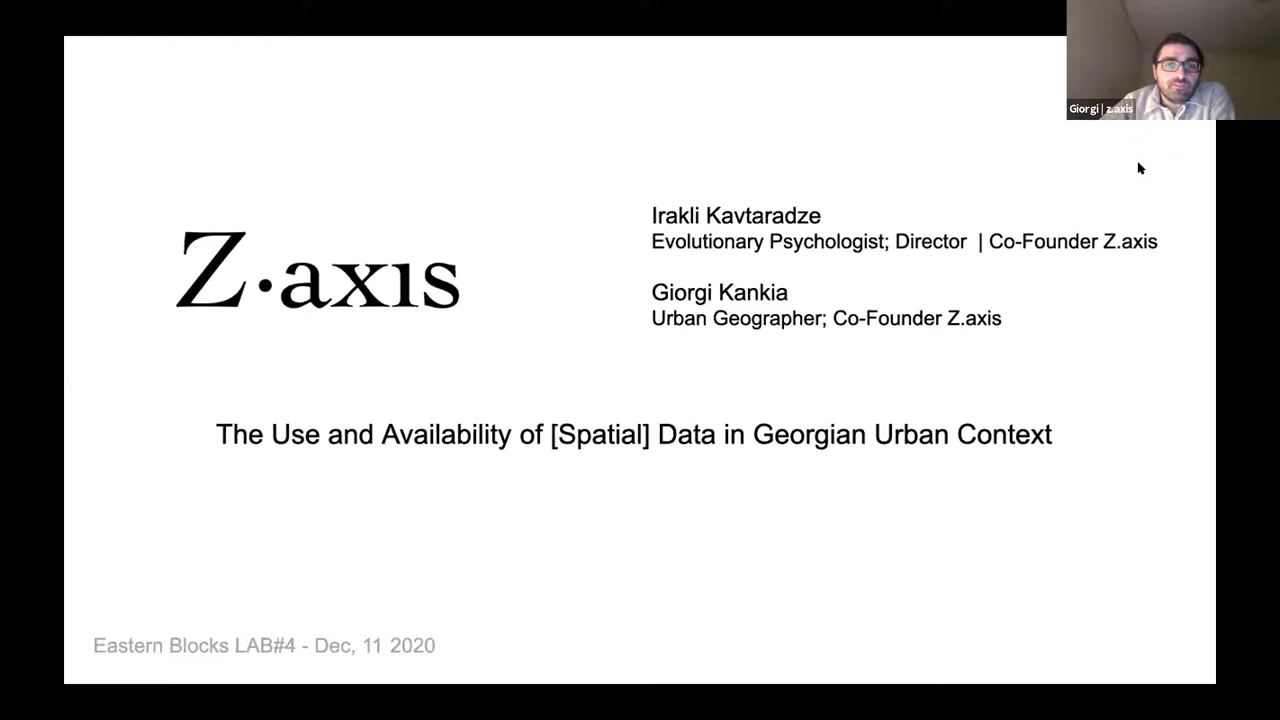 Giorgi | z.axis
Z·axıs
Irakli Kavtaradze
Evolutionary Psychologist; Director | Co-Founder Z.axis
Giorgi Kankia
Urban Geographer; Co-Founder Z.axis
The Use and Availability of [Spatial] Data in Georgian Urban Context
Eastern Blocks LAB#4 - Dec, 11 2020